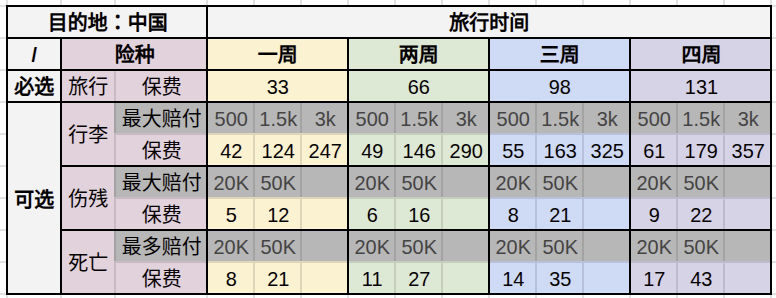 目的地：中国 旅行时间
/ 险种 一周 两周 三周 四周
必选 旅行 保费 33 66 98 131
可选 行李 最大赔付 500 1.5k 3k 500 1.5k 3k 500 1.5k 3k 500 1.5k 3k
保费 42 124 247 49 146 290 55 163 325 61 179 357
伤残 最大赔付 20K 50K 20K 50K 20K 50K 20K 50K
保费 5 12 6 16 8 21 9 22
死亡 最多赔付 20K 50K 20K 50K 20K 50K 20K 50K
保费 8 21 11 27 14 35 17 43